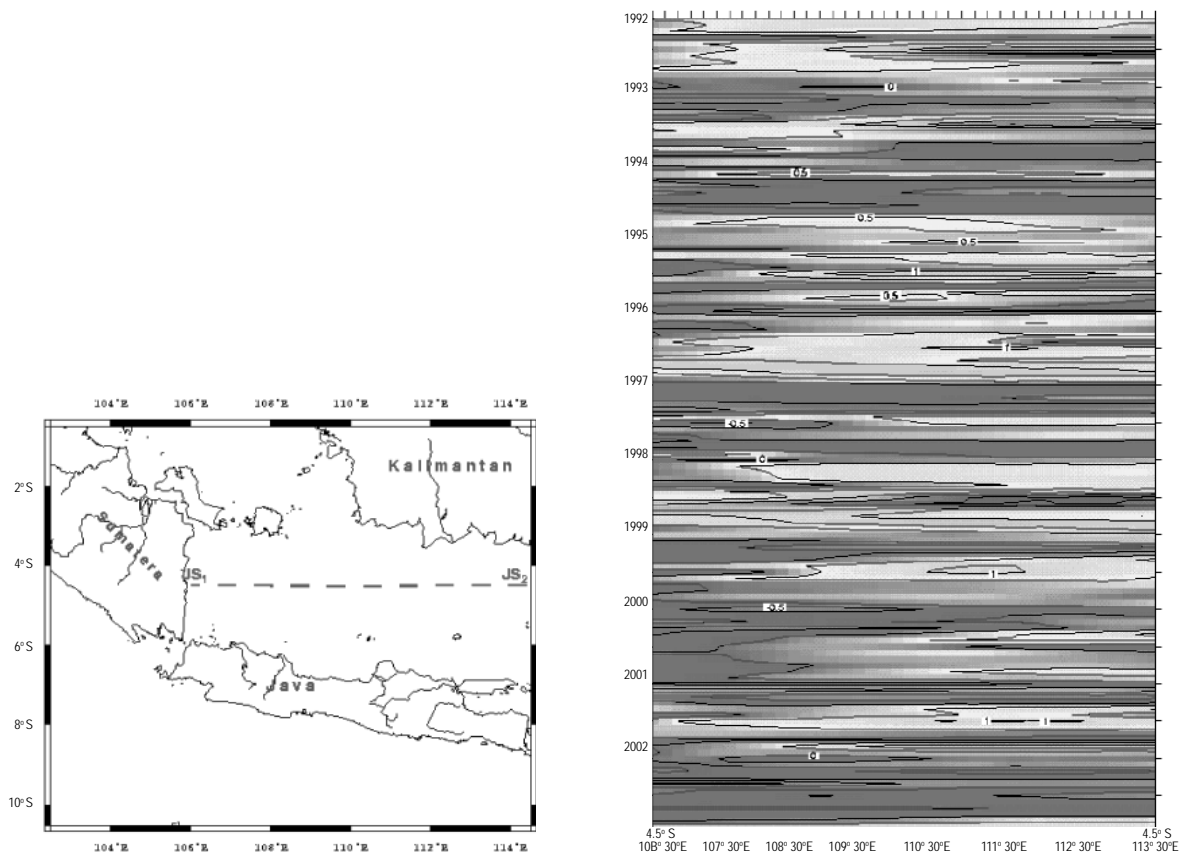 104°E 106°E 108°E 110°E 112°E 114°E
Kalimantan
2°S
Sumatera
4°S
JS₁ JS₂
6°S
Java
8°S
10°S
104°E 106°E 108°E 110°E 112°E 114°E
1992
1993
0
1994
0.5
0.5
1995
0.5
1
0.5
1996
1
1997
-0.5
1998
0
1999
1
2000
-0.5
2001
1 1
2002
0
4.5° S 4.5° S
10B° 30'E 107° 30'E 108° 30'E 109° 30'E 110° 30'E 111° 30'E 112° 30'E 113° 30'E